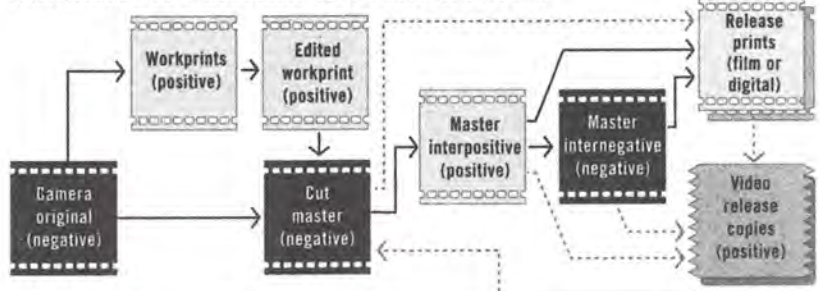 Workprints
(positive)
Edited
workprint
(positive)
Release
prints
(film or
digital)
Master
interpositive
(positive)
Master
internegative
(negative)
Camera
original
(negative)
Cut
master
(negative)
Video
release
copies
(positive)